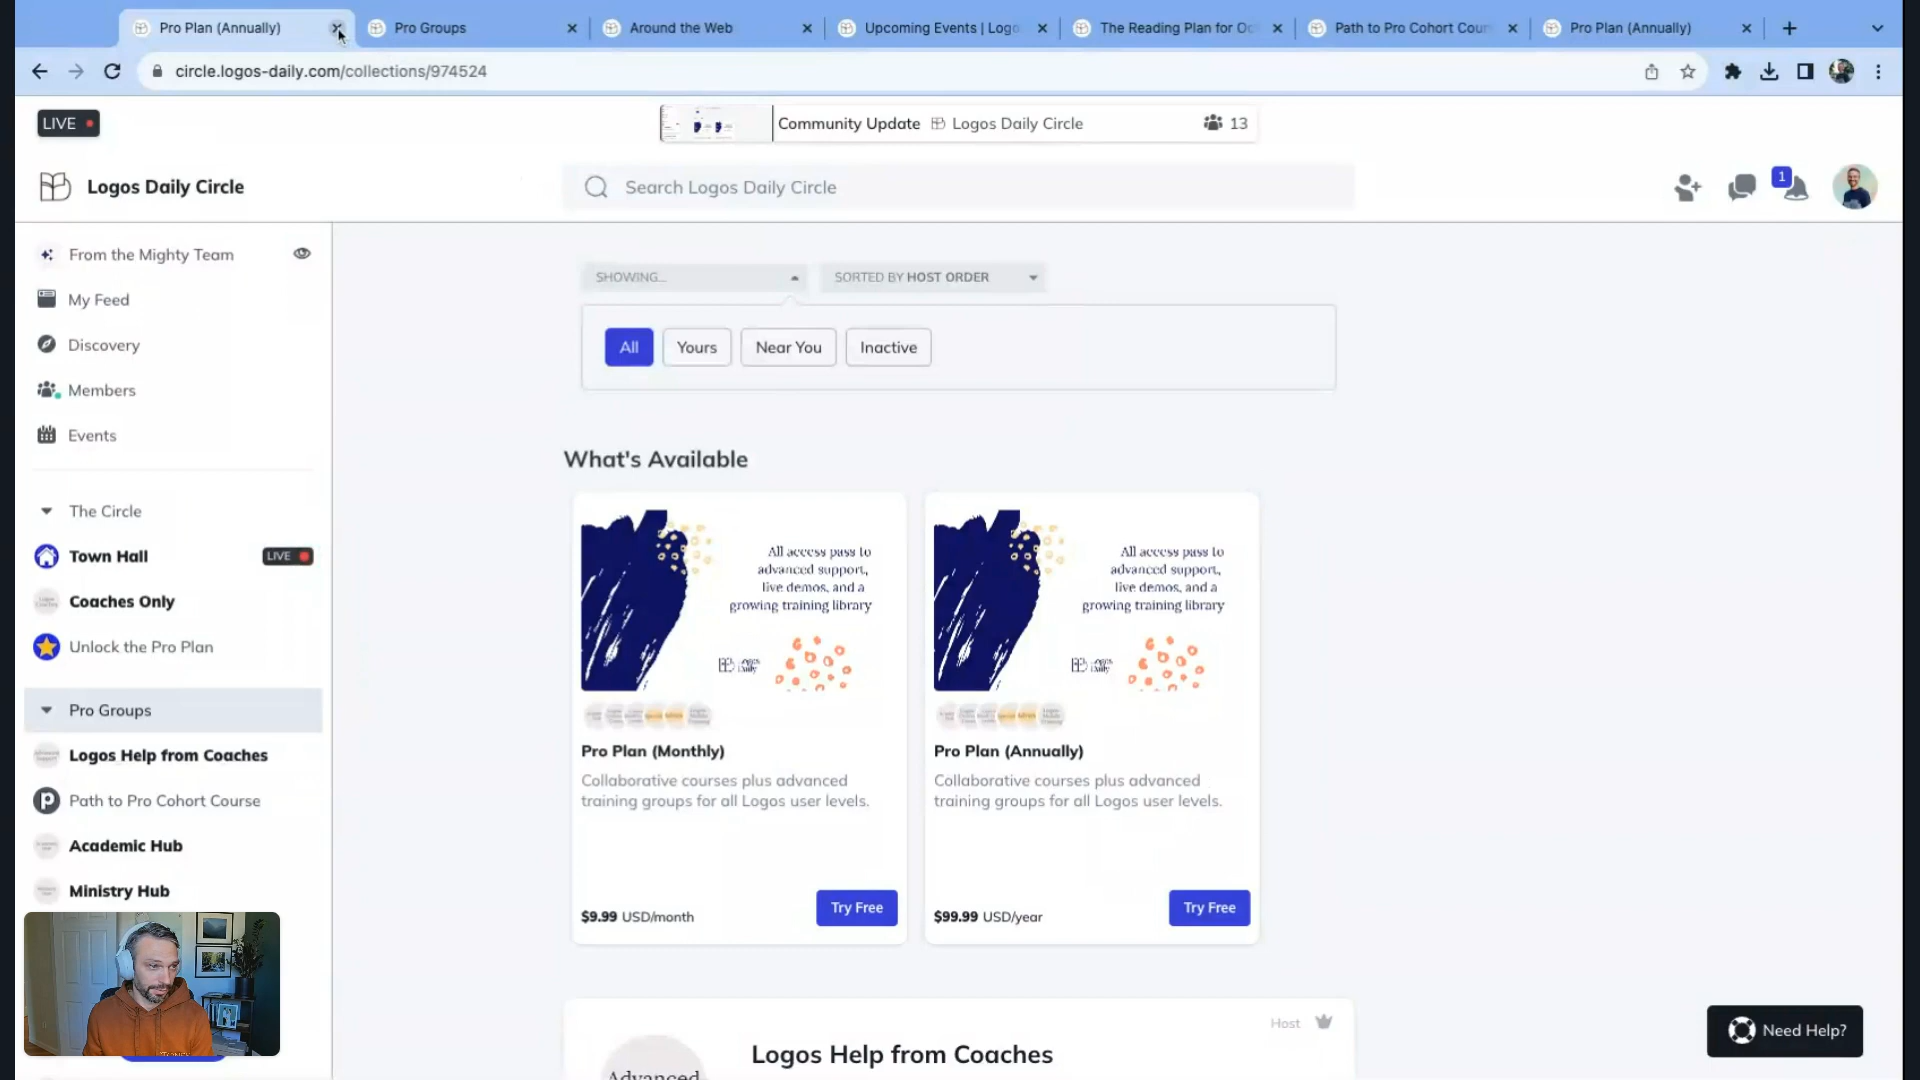 Pro Plan (Annually)
Pro Groups
Around the Web
Upcoming Events | Logo
The Reading Plan for Oc
Path to Pro Cohort Cour
Pro Plan (Annually)
circle.logos-daily.com/collections/974524
LIVE
Community Update Logos Daily Circle 13
Logos Daily Circle
Search Logos Daily Circle
1
From the Mighty Team
My Feed
Discovery
Members
Events
The Circle
Town Hall LIVE
Coaches Only
Unlock the Pro Plan
Pro Groups
Logos Help from Coaches
Path to Pro Cohort Course
Academic Hub
Ministry Hub
SHOWING...
SORTED BY HOST ORDER
All
Yours
Near You
Inactive
What's Available
All access pass to
advanced support,
live demos, and a
growing training library
Logos
Daily
Pro Plan (Monthly)
Collaborative courses plus advanced
training groups for all Logos user levels.
$9.99 USD/month
Try Free
All access pass to
advanced support,
live demos, and a
growing training library
Logos
Daily
Pro Plan (Annually)
Collaborative courses plus advanced
training groups for all Logos user levels.
$99.99 USD/year
Try Free
Host
Logos Help from Coaches
Advanced
Need Help?